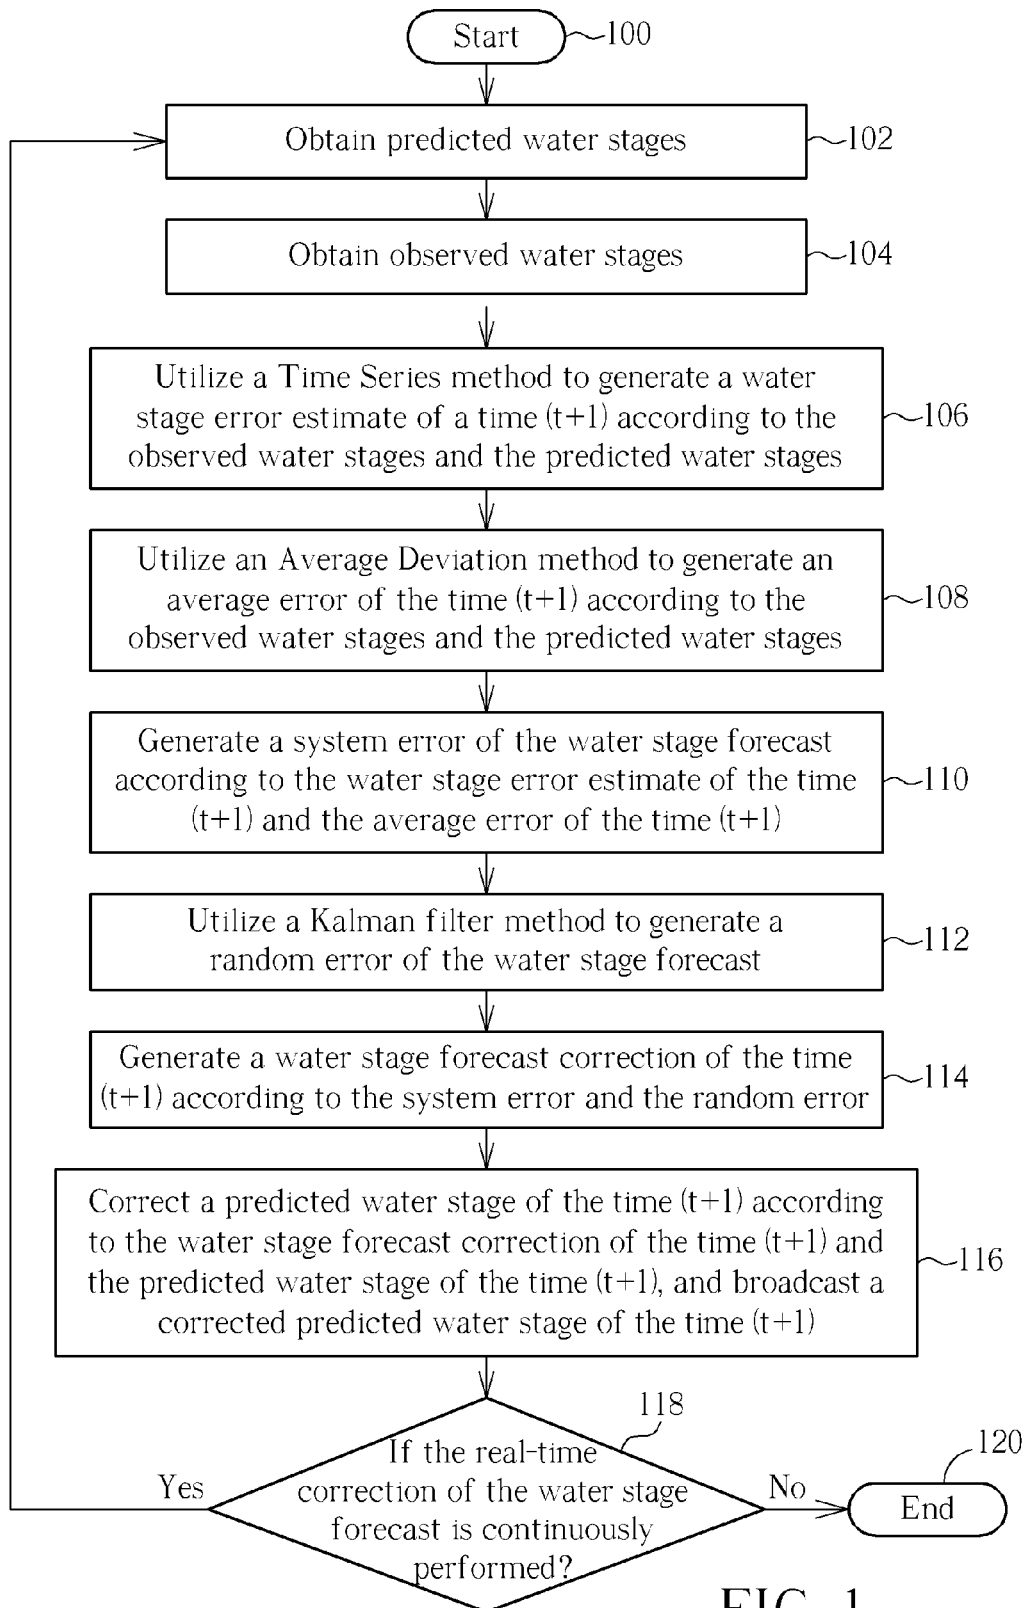 Start
100
Obtain predicted water stages
102
Obtain observed water stages
104
Utilize a Time Series method to generate a water
stage error estimate of a time (t+1) according to the
observed water stages and the predicted water stages
106
Utilize an Average Deviation method to generate an
average error of the time (t+1) according to the
observed water stages and the predicted water stages
108
Generate a system error of the water stage forecast
according to the water stage error estimate of the time
(t+1) and the average error of the time (t+1)
110
Utilize a Kalman filter method to generate a
random error of the water stage forecast
112
Generate a water stage forecast correction of the time
(t+1) according to the system error and the random error
114
Correct a predicted water stage of the time (t+1) according
to the water stage forecast correction of the time (t+1) and
the predicted water stage of the time (t+1), and broadcast a
corrected predicted water stage of the time (t+1)
116
118
If the real-time
correction of the water stage
forecast is continuously
performed?
Yes
No
120
End
FIG. 1